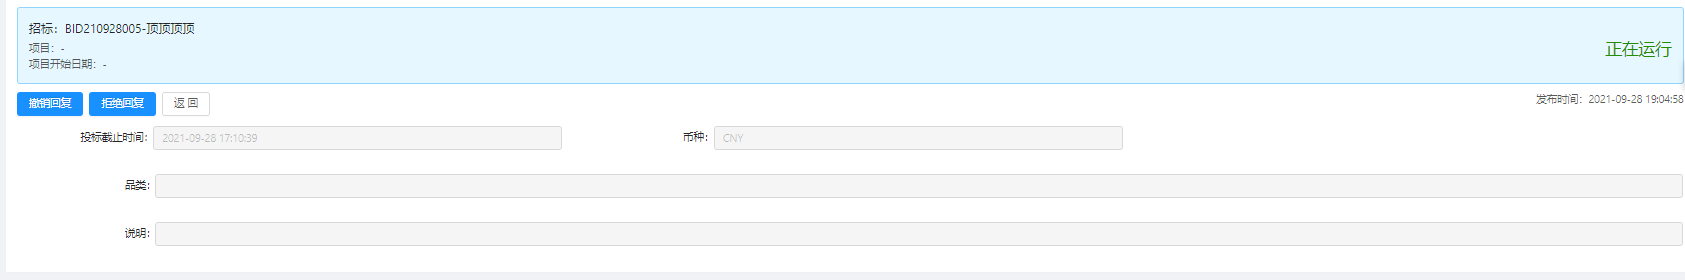 招标：BID210928005-顶顶顶顶
项目：-
项目开始日期：-
正在运行
撤销回复 拒绝回复 返 回
发布时间：2021-09-28 19:04:58
投标截止时间： 2021-09-28 17:10:39 币种： CNY
品类：
说明：